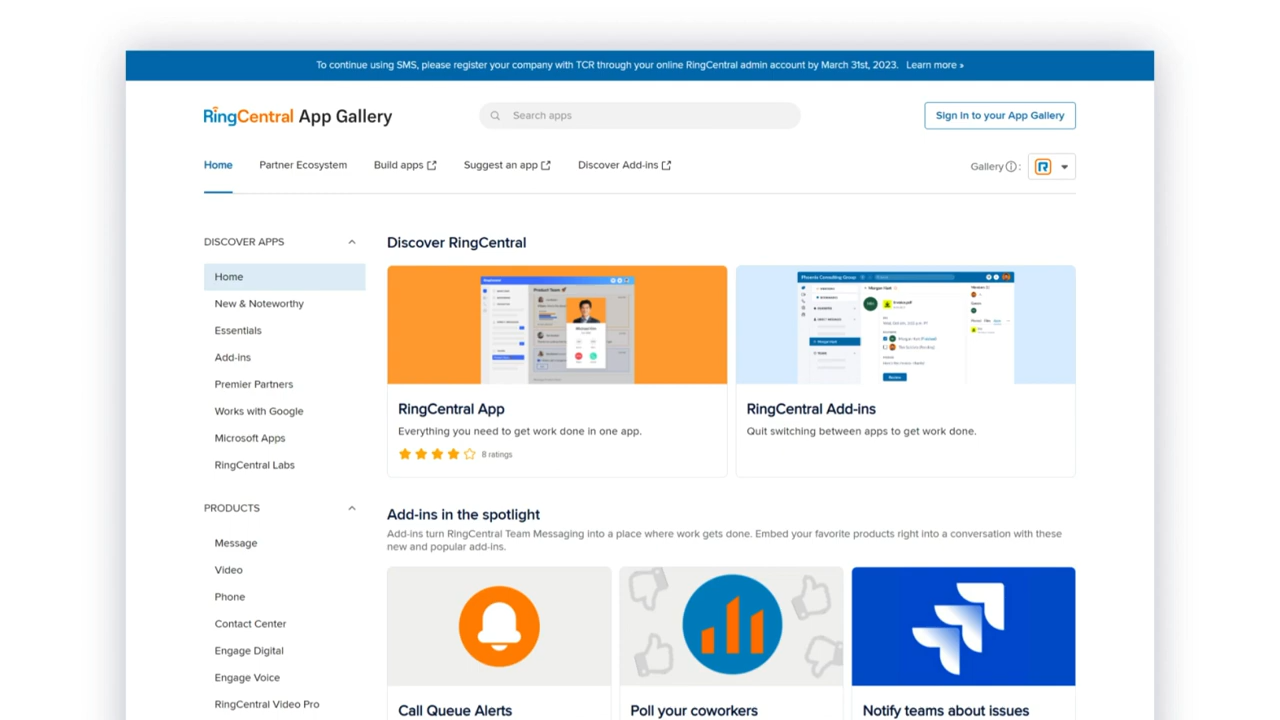 To continue using SMS, please register your company with TCR through your online RingCentral admin account by March 31st, 2023. Learn more »
RingCentral App Gallery
Search apps
Sign in to your App Gallery
Home
Partner Ecosystem
Build apps
Suggest an app
Discover Add-ins
Gallery
:
DISCOVER APPS
Home
New & Noteworthy
Essentials
Add-ins
Premier Partners
Works with Google
Microsoft Apps
RingCentral Labs
PRODUCTS
Message
Video
Phone
Contact Center
Engage Digital
Engage Voice
RingCentral Video Pro
Discover RingCentral
Product Team
RingCentral App
Everything you need to get work done in one app.
8 ratings
Phoenix Consulting Group
RingCentral Add-ins
Quit switching between apps to get work done.
Add-ins in the spotlight
Add-ins turn RingCentral Team Messaging into a place where work gets done. Embed your favorite products right into a conversation with these
new and popular add-ins.
Call Queue Alerts
Poll your coworkers
Notify teams about issues